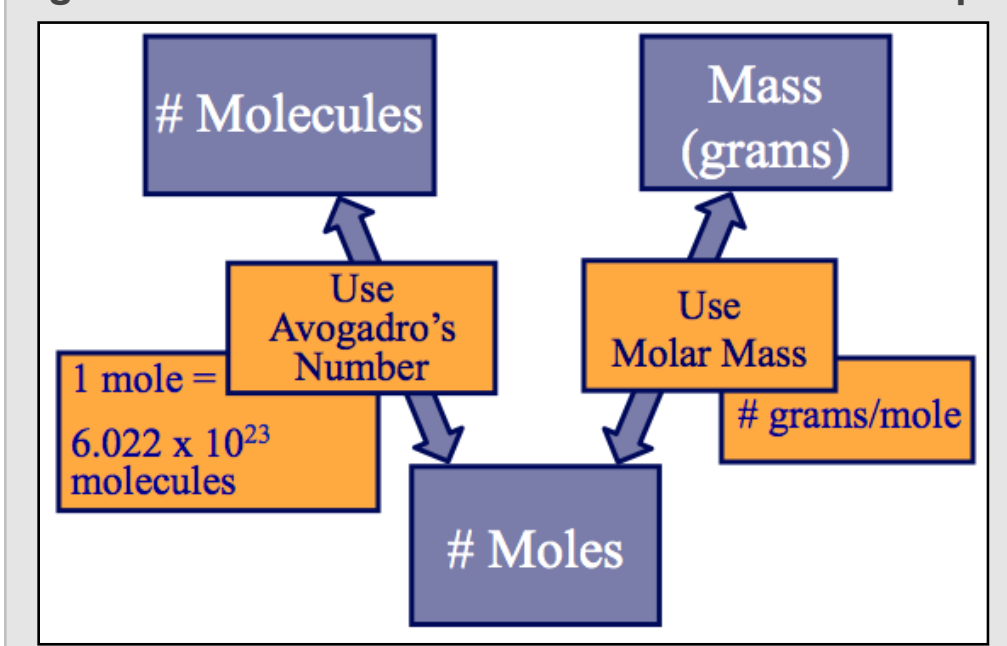 # Molecules
Mass
(grams)
Use
Avogadro's
Number
1 mole =
6.022 x 10²³
molecules
Use
Molar Mass
# grams/mole
# Moles